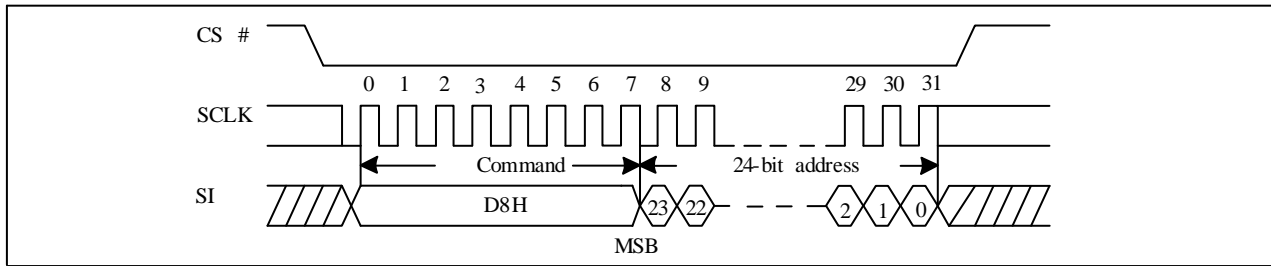 CS #
0 1 2 3 4 5 6 7 8 9 29 30 31
SCLK
Command 24-bit address
SI D8H 23 22 2 1 0
MSB